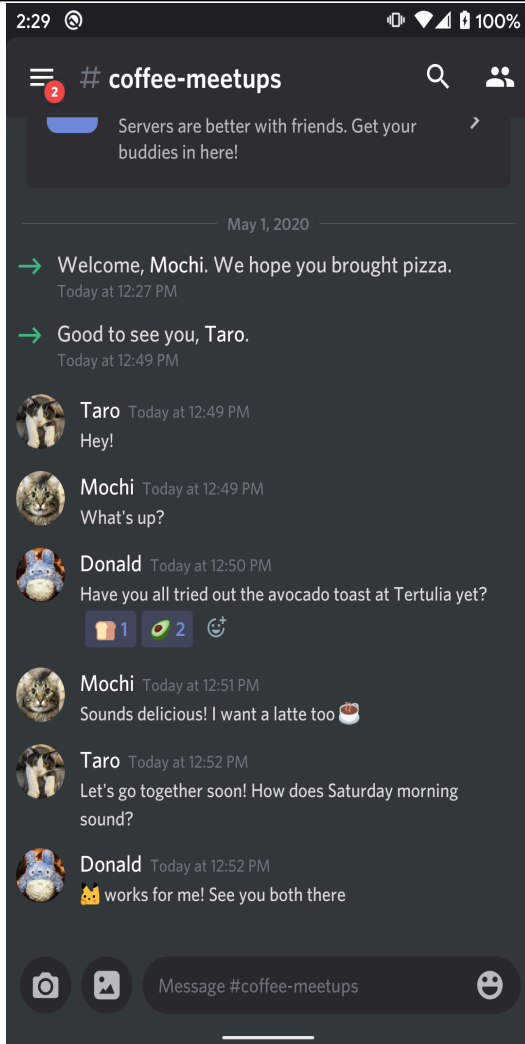 2:29 100%
2
# coffee-meetups
Servers are better with friends. Get your
buddies in here!
May 1, 2020
Welcome, Mochi. We hope you brought pizza.
Today at 12:27 PM
Good to see you, Taro.
Today at 12:49 PM
Taro Today at 12:49 PM
Hey!
Mochi Today at 12:49 PM
What's up?
Donald Today at 12:50 PM
Have you all tried out the avocado toast at Tertulia yet?
1 2
Mochi Today at 12:51 PM
Sounds delicious! I want a latte too ☕
Taro Today at 12:52 PM
Let's go together soon! How does Saturday morning
sound?
Donald Today at 12:52 PM
works for me! See you both there
Message #coffee-meetups